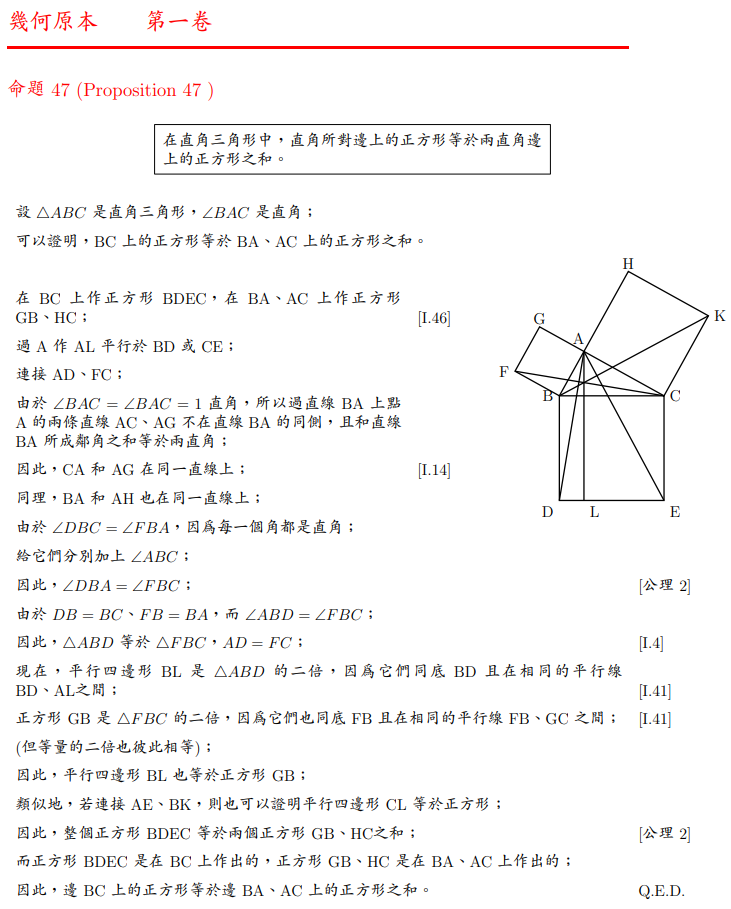 幾何原本 第一卷
命題 47 (Proposition 47 )
在直角三角形中，直角所對邊上的正方形等於兩直角邊
上的正方形之和。
設 △ABC 是直角三角形，∠BAC 是直角；
可以證明，BC 上的正方形等於 BA、AC 上的正方形之和。
在 BC 上作正方形 BDEC，在 BA、AC 上作正方形
GB、HC； [I.46]
過 A 作 AL 平行於 BD 或 CE；
連接 AD、FC；
由於 ∠BAC = ∠BAC = 1 直角，所以過直線 BA 上點
A 的兩條直線 AC、AG 不在直線 BA 的同側，且和直線
BA 所成鄰角之和等於兩直角；
因此，CA 和 AG 在同一直線上； [I.14]
同理，BA 和 AH 也在同一直線上；
由於 ∠DBC = ∠FBA，因爲每一個角都是直角；
給它們分別加上 ∠ABC；
因此，∠DBA = ∠FBC； [公理 2]
由於 DB = BC、FB = BA，而 ∠ABD = ∠FBC；
因此，△ABD 等於 △FBC，AD = FC； [I.4]
現在，平行四邊形 BL 是 △ABD 的二倍，因爲它們同底 BD 且在相同的平行線
BD、AL之間； [I.41]
正方形 GB 是 △FBC 的二倍，因爲它們也同底 FB 且在相同的平行線 FB、GC 之間； [I.41]
(但等量的二倍也彼此相等)；
因此，平行四邊形 BL 也等於正方形 GB；
類似地，若連接 AE、BK，則也可以證明平行四邊形 CL 等於正方形；
因此，整個正方形 BDEC 等於兩個正方形 GB、HC之和； [公理 2]
而正方形 BDEC 是在 BC 上作出的，正方形 GB、HC 是在 BA、AC 上作出的；
因此，邊 BC 上的正方形等於邊 BA、AC 上的正方形之和。 Q.E.D.
H
K
G
A
F
B
C
D
L
E